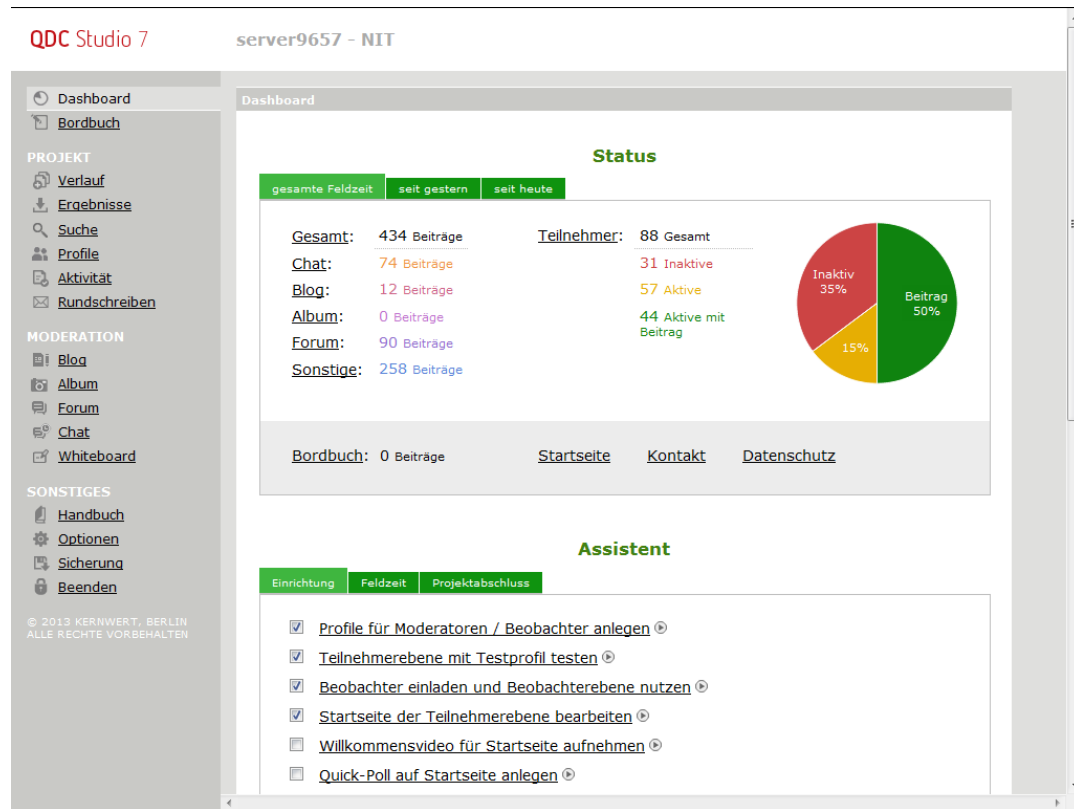 QDC Studio 7
server9657 - NIT
Dashboard
Bordbuch
PROJEKT
Verlauf
Ergebnisse
Suche
Profile
Aktivität
Rundschreiben
MODERATION
Blog
Album
Forum
Chat
Whiteboard
SONSTIGES
Handbuch
Optionen
Sicherung
Beenden
© 2013 KERNWERT, BERLIN
ALLE RECHTE VORBEHALTEN
Dashboard
Status
gesamte Feldzeit seit gestern seit heute
Gesamt: 434 Beiträge
Chat: 74 Beiträge
Blog: 12 Beiträge
Album: 0 Beiträge
Forum: 90 Beiträge
Sonstige: 258 Beiträge
Teilnehmer: 88 Gesamt
31 Inaktive
57 Aktive
44 Aktive mit
Beitrag
Inaktiv
35%
Beitrag
50%
15%
Bordbuch: 0 Beiträge Startseite Kontakt Datenschutz
Assistent
Einrichtung Feldzeit Projektabschluss
Profile für Moderatoren / Beobachter anlegen
Teilnehmerebene mit Testprofil testen
Beobachter einladen und Beobachterebene nutzen
Startseite der Teilnehmerebene bearbeiten
Willkommensvideo für Startseite aufnehmen
Quick-Poll auf Startseite anlegen